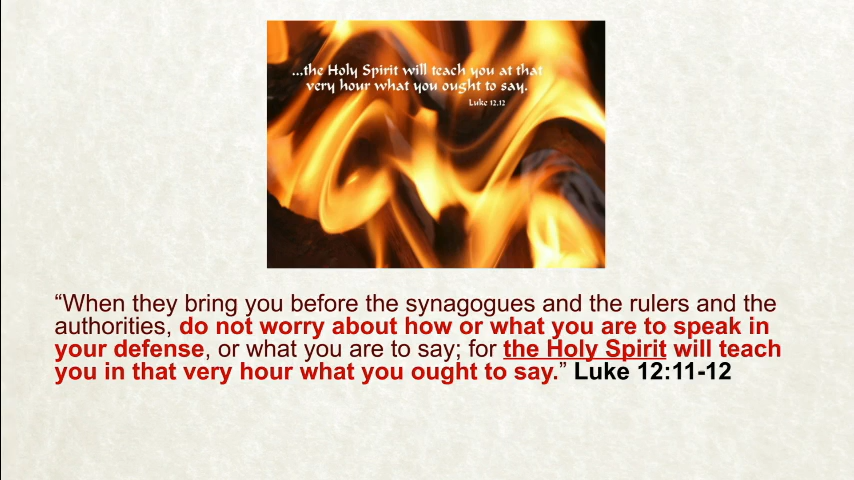 ...the Holy Spirit will teach you at that
very hour what you ought to say.
Luke 12.12
“When they bring you before the synagogues and the rulers and the
authorities, do not worry about how or what you are to speak in
your defense, or what you are to say; for the Holy Spirit will teach
you in that very hour what you ought to say.” Luke 12:11-12